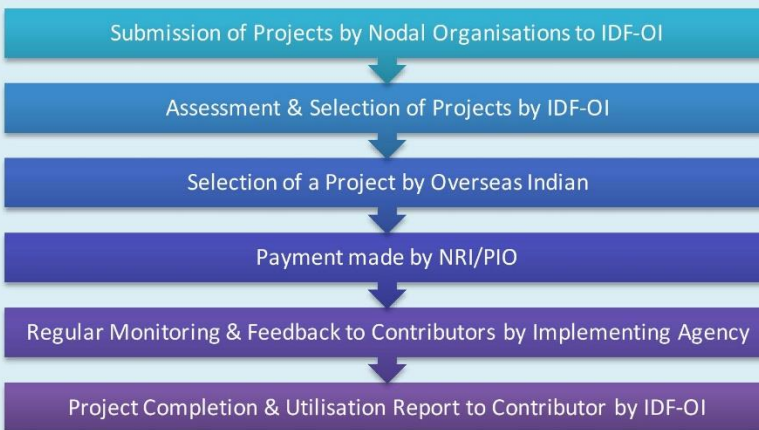 Submission of Projects by Nodal Organisations to IDF-OI
Assessment & Selection of Projects by IDF-OI
Selection of a Project by Overseas Indian
Payment made by NRI/PIO
Regular Monitoring & Feedback to Contributors by Implementing Agency
Project Completion & Utilisation Report to Contributor by IDF-OI